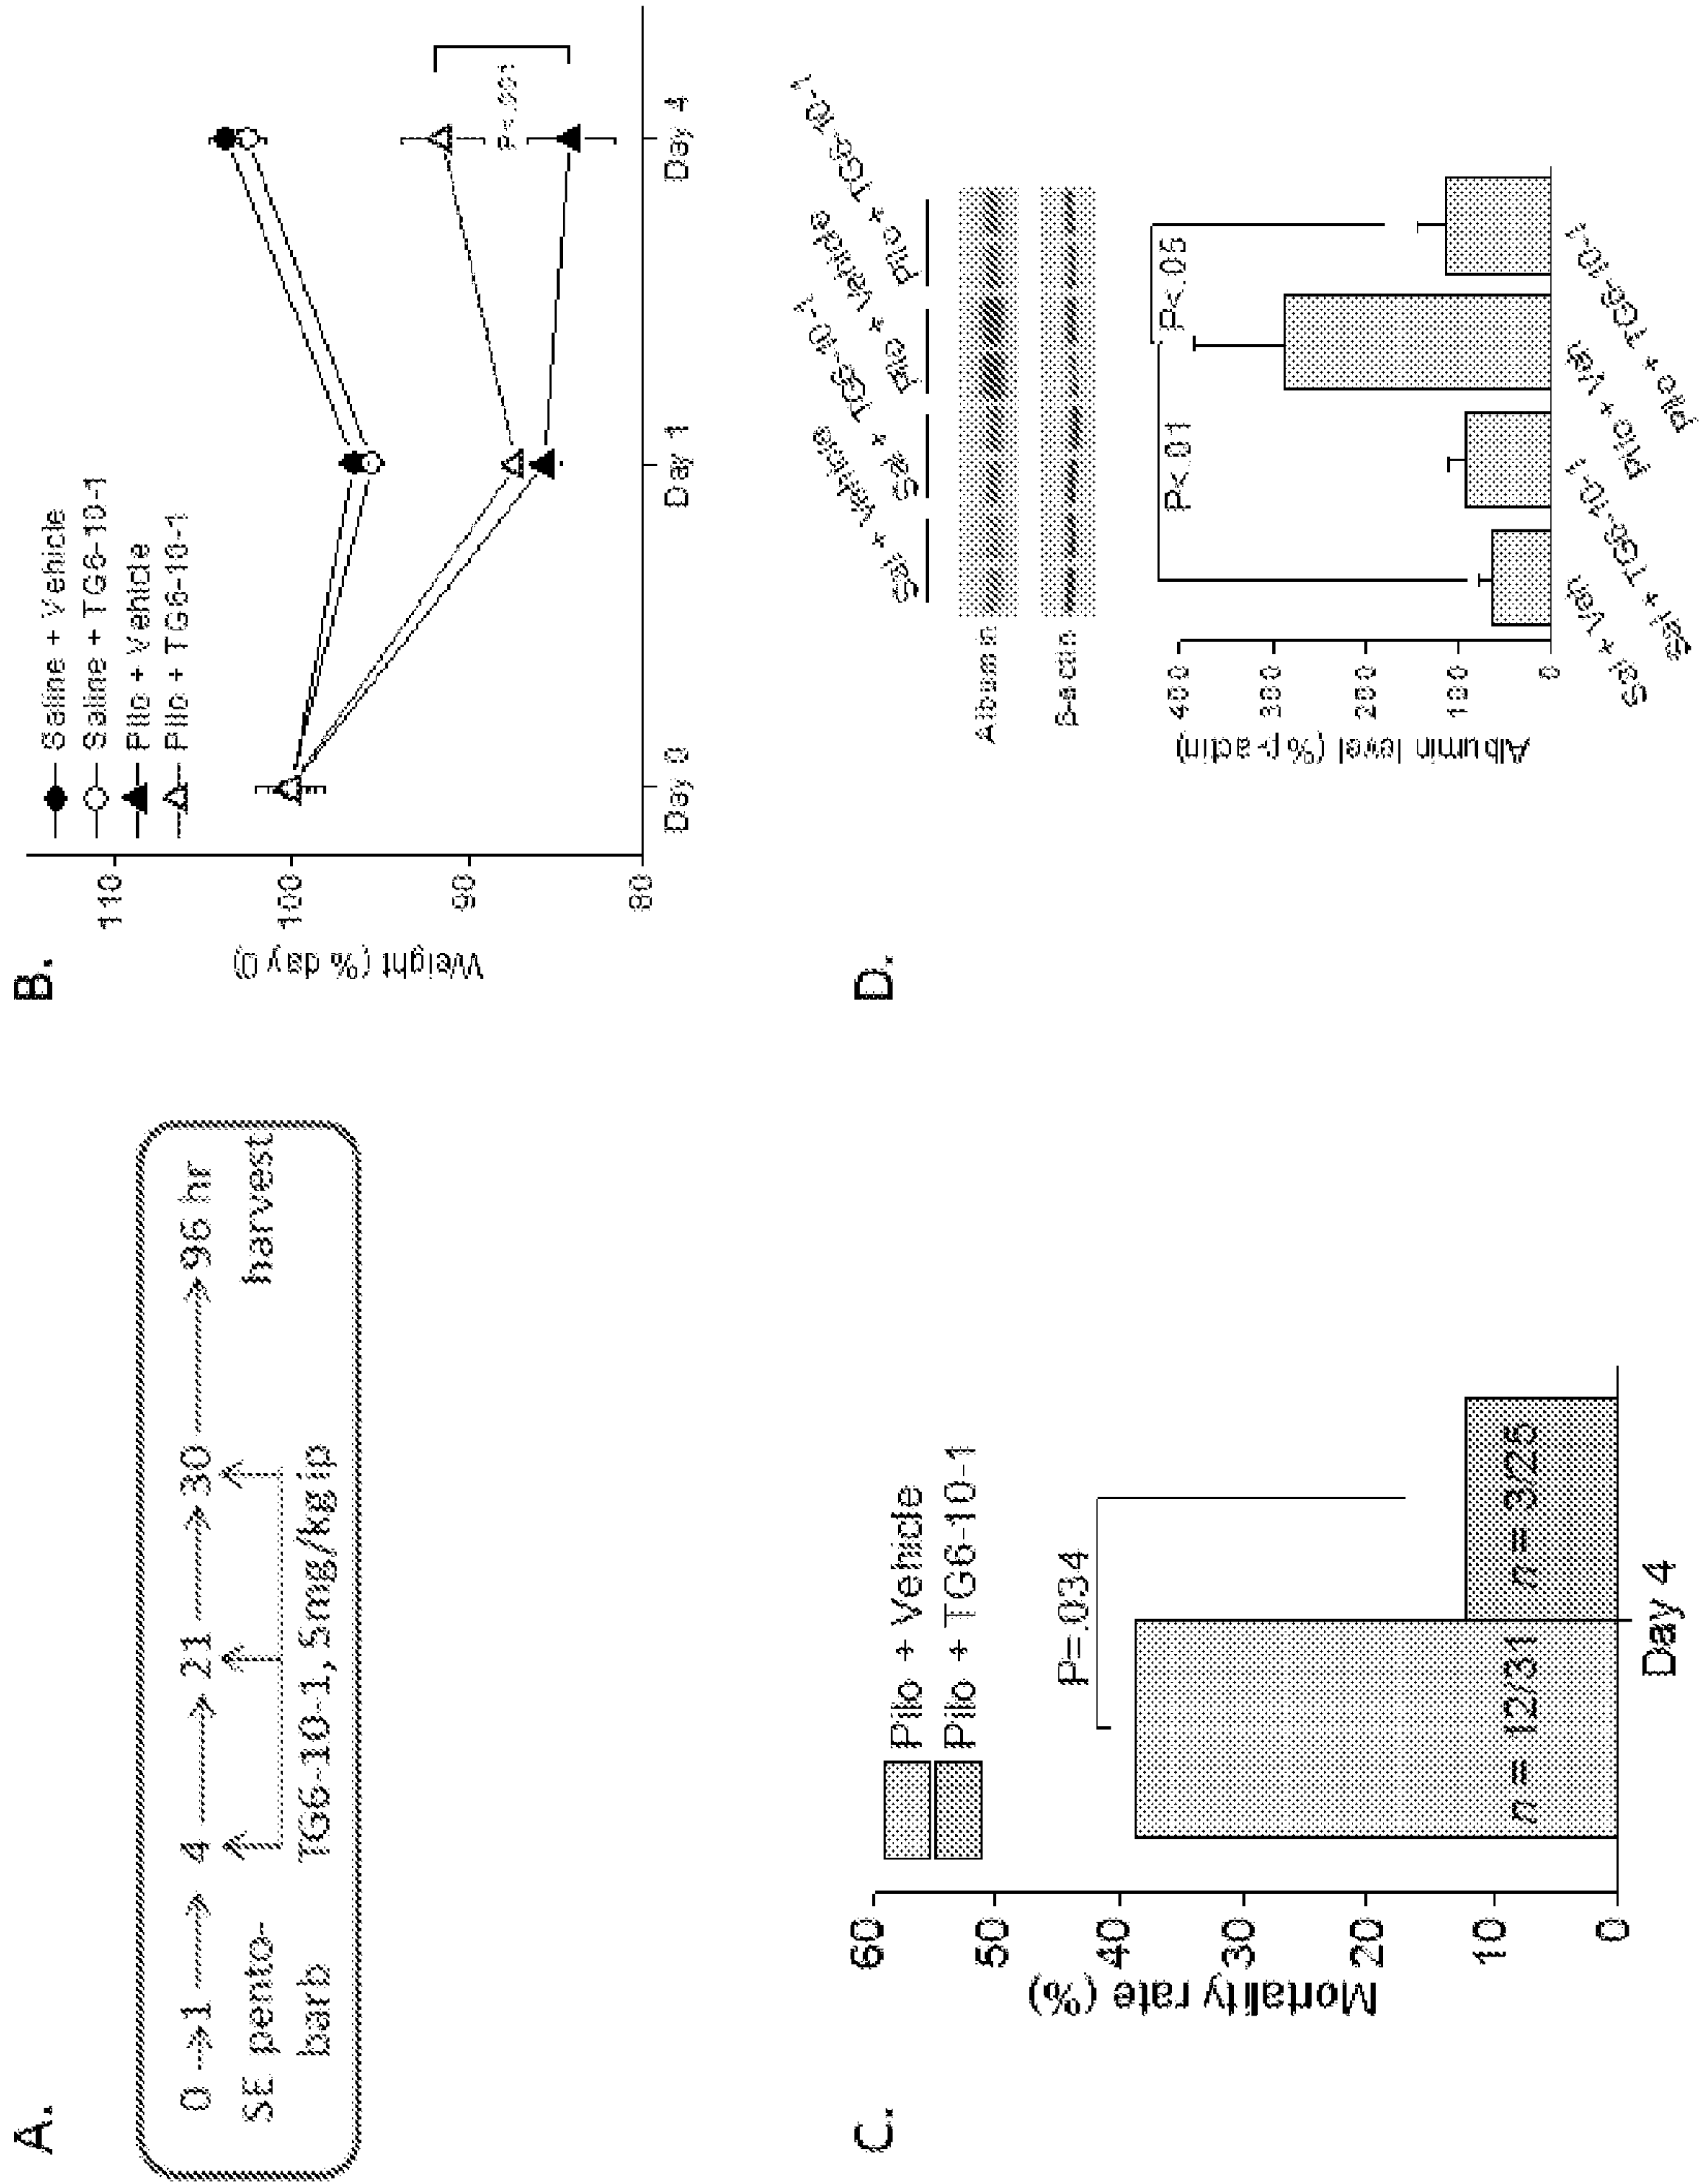 A.
0 → 1 → 4 → 21 → 30 → 96 hr
SE pento-
barb
harvest
TG6-10-1, 5mg/kg ip
B.
Saline + Vehicle
Saline + TG6-10-1
Pilo + Vehicle
Pilo + TG6-10-1
Weight (% day 0)
110
100
90
80
P<.001
Day 0
Day 1
Day 4
C.
Pilo + Vehicle
Pilo + TG6-10-1
Mortality rate (%)
60
50
40
30
20
10
0
P=.034
n = 12/31
n = 3/25
Day 4
D.
Sal + Vehicle
Sal + TG6-10-1
Pilo + Vehicle
Pilo + TG6-10-1
Albumin
β-actin
Albumin level (% β-actin)
400
300
200
100
0
P<.01
P<.05
Sal + Veh
Sal + TG6-10-1
Pilo + Veh
Pilo + TG6-10-1